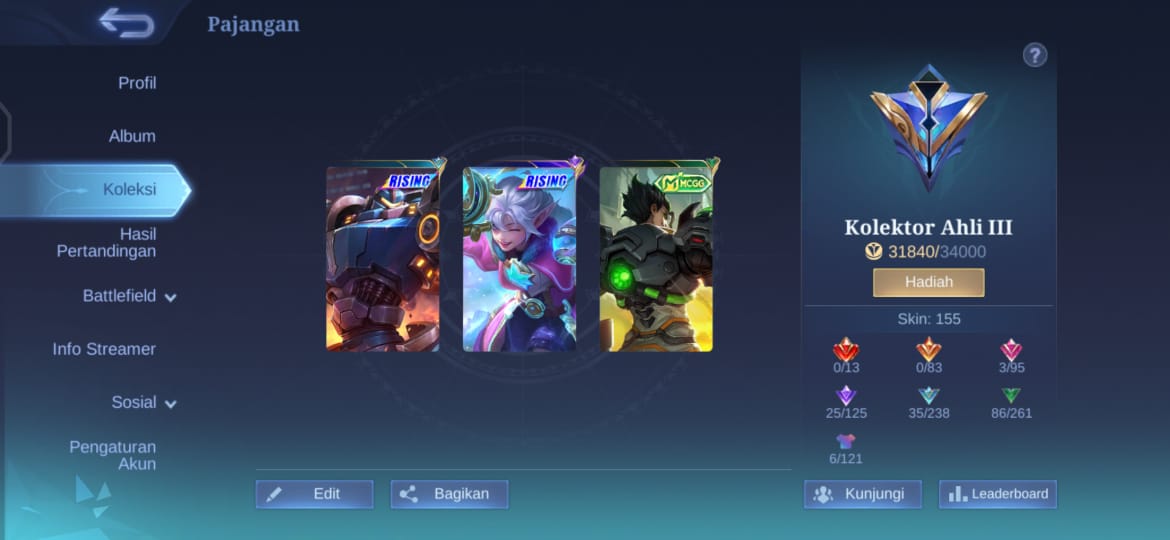 Pajangan
Profil
Album
Koleksi
Hasil
Pertandingan
Battlefield
Info Streamer
Sosial
Pengaturan
Akun
RISING
RISING
MCGG
Edit
Bagikan
?
Kolektor Ahli III
31840/34000
Hadiah
Skin: 155
0/13
0/83
3/95
25/125
35/238
86/261
6/121
Kunjungi
Leaderboard